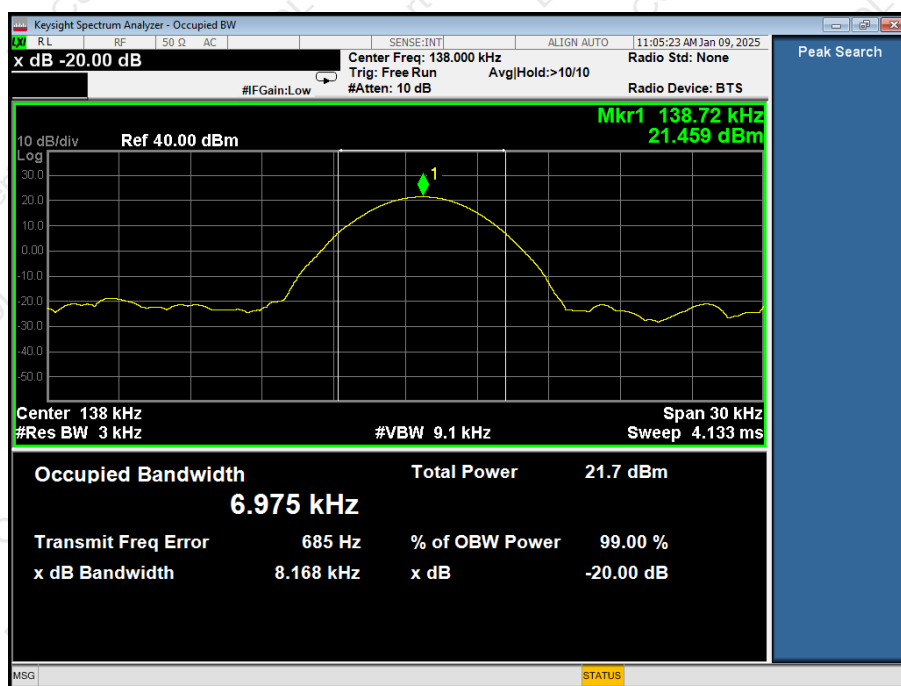 Keysight Spectrum Analyzer - Occupied BW
LXI RL RF 50 Ω AC SENSE:INT ALIGN AUTO 11:05:23 AM Jan 09, 2025
x dB -20.00 dB
Center Freq: 138.000 kHz Radio Std: None
Trig: Free Run Avg|Hold:>10/10
#IFGain:Low #Atten: 10 dB Radio Device: BTS
Peak Search
Mkr1 138.72 kHz
10 dB/div Ref 40.00 dBm 21.459 dBm
Log
30.0
1
20.0
10.0
0.00
-10.0
-20.0
-30.0
-40.0
-50.0
Center 138 kHz Span 30 kHz
#Res BW 3 kHz #VBW 9.1 kHz Sweep 4.133 ms
Occupied Bandwidth Total Power 21.7 dBm
6.975 kHz
Transmit Freq Error 685 Hz % of OBW Power 99.00 %
x dB Bandwidth 8.168 kHz x dB -20.00 dB
MSG STATUS